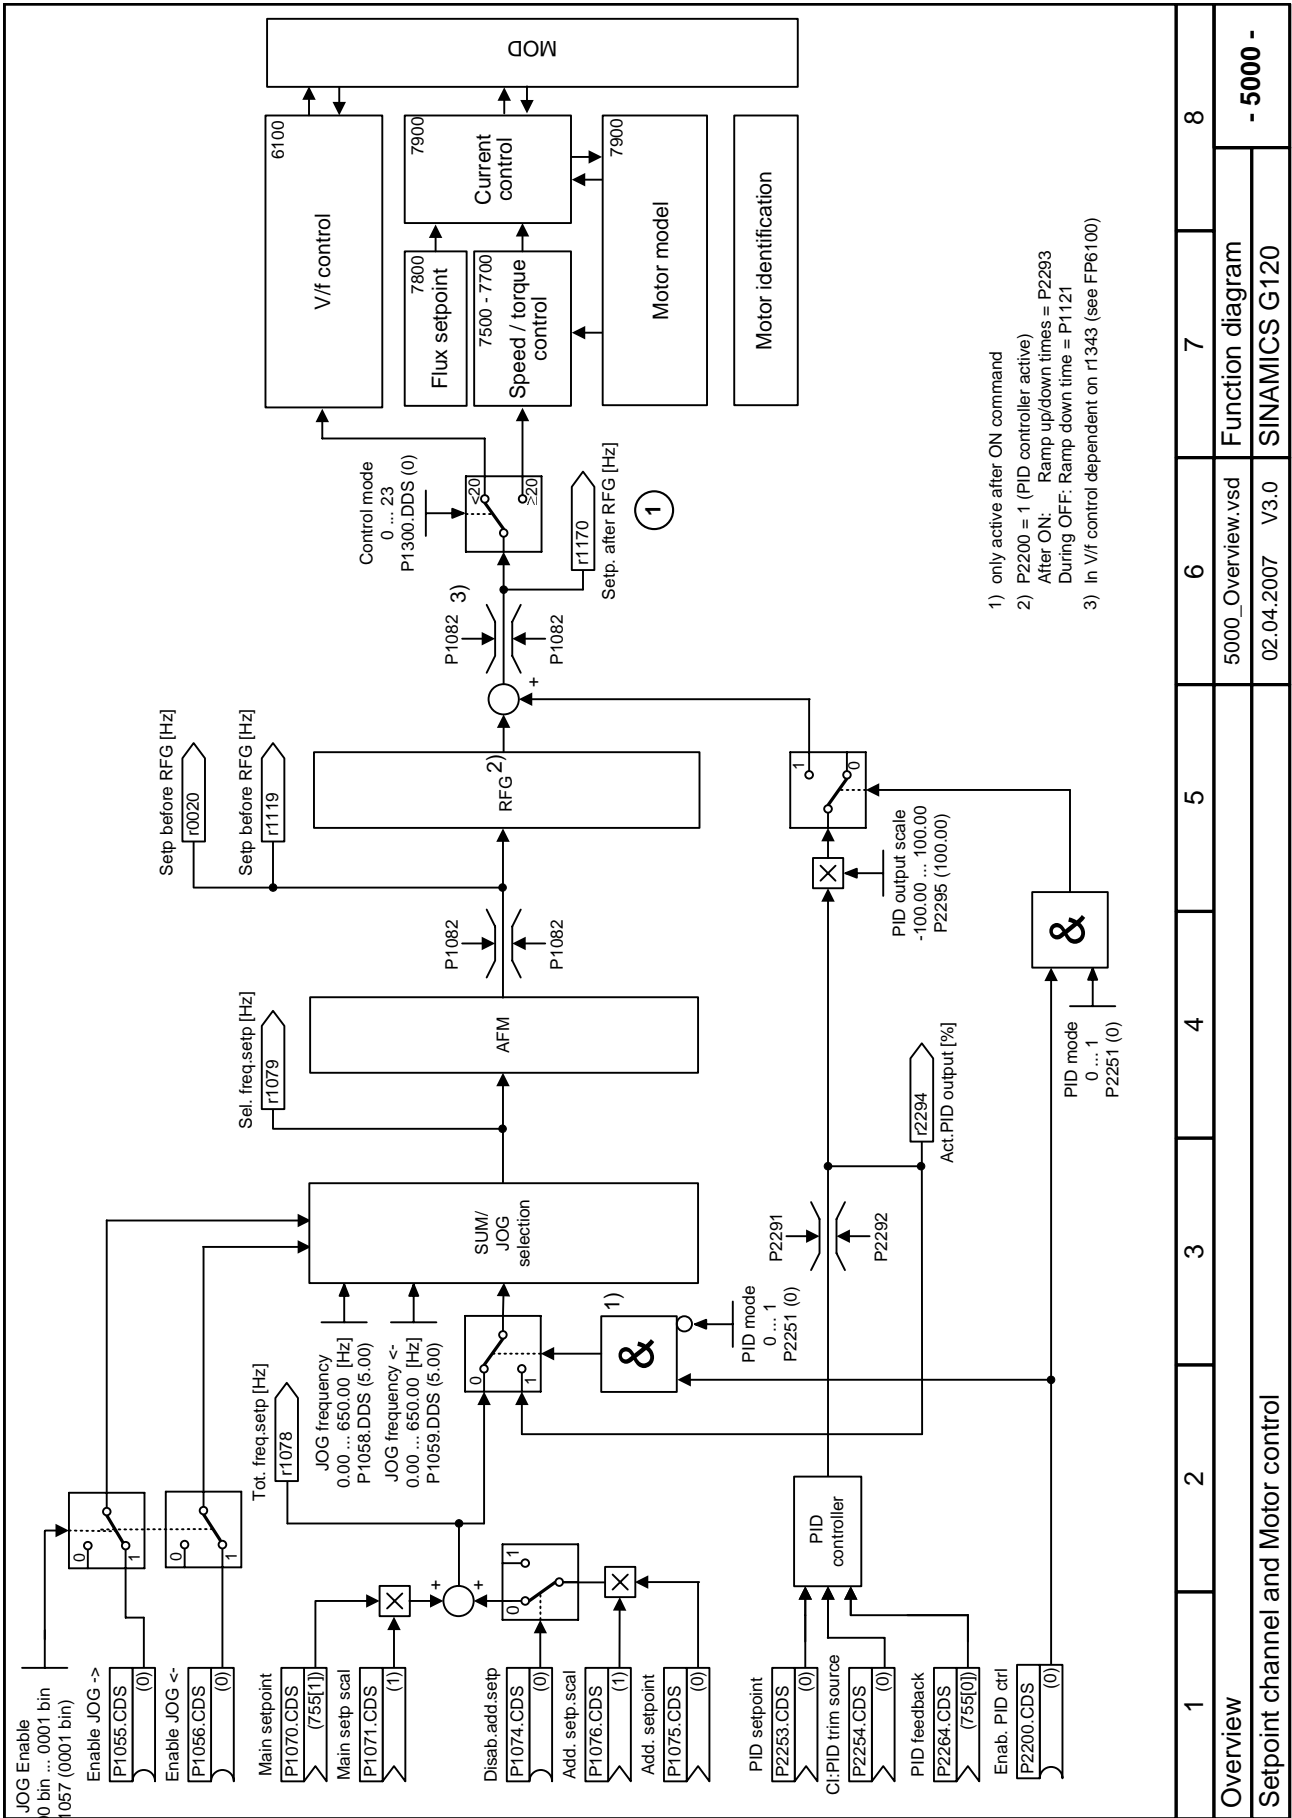 JOG Enable
00 bin ... 0001 bin
1057 (0001 bin)
Enable JOG ->
P1055.CDS
(0)
Enable JOG <-
P1056.CDS
(0)
0
1
0
1
Main setpoint
P1070.CDS
(755[1])
Main setp scal
P1071.CDS
(1)
Disab.add.setp
P1074.CDS
(0)
Add. setp.scal
P1076.CDS
(1)
Add. setpoint
P1075.CDS
(0)
+
+
0
1
PID setpoint
P2253.CDS
(0)
CI:PID trim source
P2254.CDS
(0)
PID feedback
P2264.CDS
(755[0])
Enab. PID ctrl
P2200.CDS
(0)
PID
controller
Tot. freq.setp [Hz]
r1078
JOG frequency
0.00 ... 650.00 [Hz]
P1058.DDS (5.00)
JOG frequency <-
0.00 ... 650.00 [Hz]
P1059.DDS (5.00)
0
1
SUM/
JOG
selection
&
1)
PID mode
0 ... 1
P2251 (0)
P2291
P2292
r2294
Act.PID output [%]
Sel. freq.setp [Hz]
r1079
AFM
P1082
P1082
PID mode
0 ... 1
P2251 (0)
&
Setp before RFG [Hz]
r0020
Setp before RFG [Hz]
r1119
RFG
2)
PID output scale
-100.00 ... 100.00
P2295 (100.00)
1
0
+
P1082
P1082
3)
Control mode
0 ... 23
P1300.DDS (0)
<20
≥20
r1170
Setp. after RFG [Hz]
1
V/f control
6100
Flux setpoint
7800
7500 - 7700
Speed / torque
control
Current
control
7900
Motor model
7900
Motor identification
MOD
1) only active after ON command
2) P2200 = 1 (PID controller active)
After ON: Ramp up/down times = P2293
During OFF: Ramp down time = P1121
3) In V/f control dependent on r1343 (see FP6100)
1 2 3 4 5 6 7 8
Overview
5000_Overview.vsd
Function diagram
- 5000 -
Setpoint channel and Motor control
02.04.2007 V3.0
SINAMICS G120